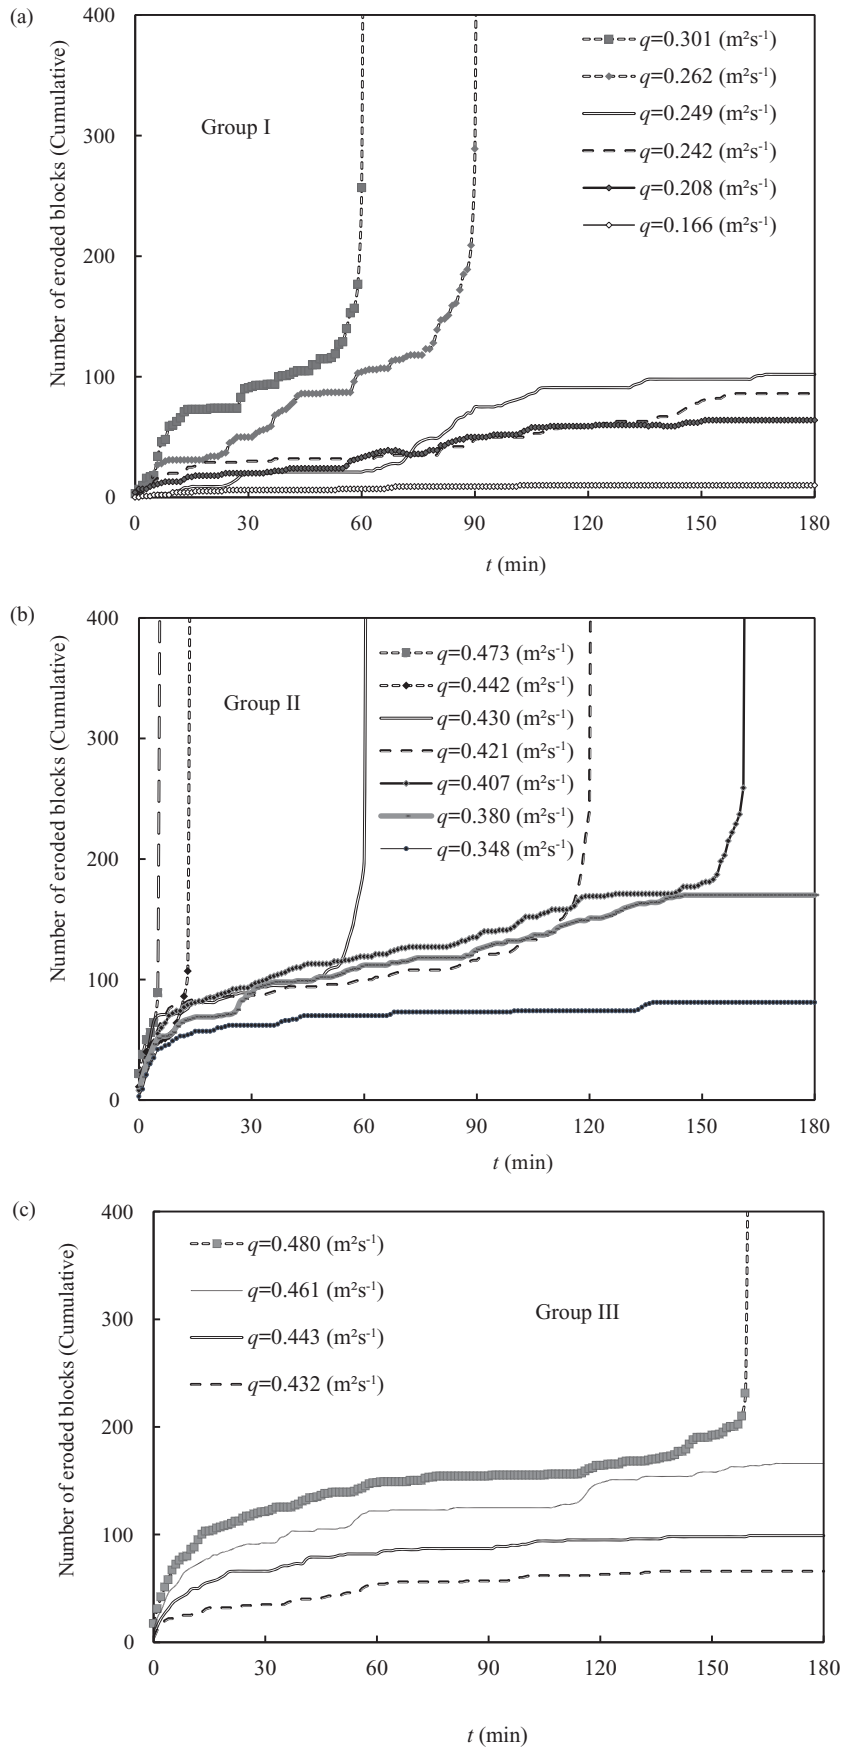 (a)
400
300
200
100
0
Number of eroded blocks (Cumulative)
Group I
q=0.301 (m²s⁻¹)
q=0.262 (m²s⁻¹)
q=0.249 (m²s⁻¹)
q=0.242 (m²s⁻¹)
q=0.208 (m²s⁻¹)
q=0.166 (m²s⁻¹)
0 30 60 90 120 150 180
t (min)
(b)
400
300
200
100
0
Number of eroded blocks (Cumulative)
Group II
q=0.473 (m²s⁻¹)
q=0.442 (m²s⁻¹)
q=0.430 (m²s⁻¹)
q=0.421 (m²s⁻¹)
q=0.407 (m²s⁻¹)
q=0.380 (m²s⁻¹)
q=0.348 (m²s⁻¹)
0 30 60 90 120 150 180
t (min)
(c)
400
300
200
100
0
Number of eroded blocks (Cumulative)
q=0.480 (m²s⁻¹)
q=0.461 (m²s⁻¹)
q=0.443 (m²s⁻¹)
q=0.432 (m²s⁻¹)
Group III
0 30 60 90 120 150 180
t (min)